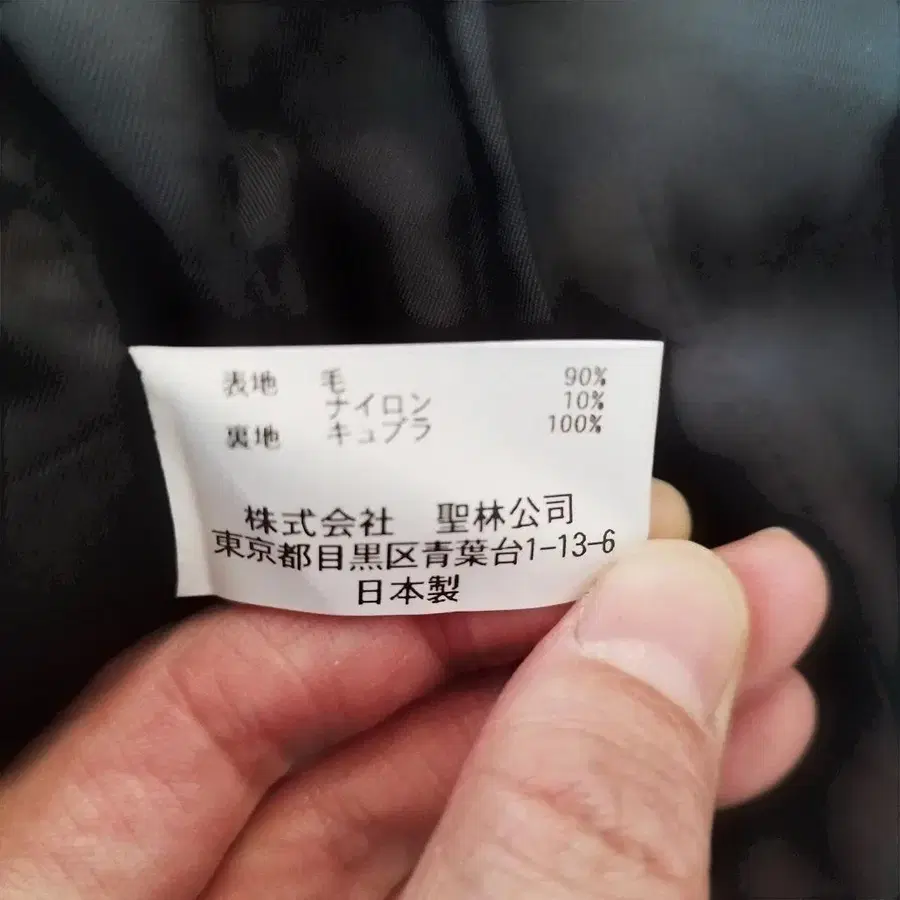 表地 毛 90%
ナイロン 10%
裏地 キュプラ 100%
株式会社 聖林公司
東京都目黒区青葉台1-13-6
日本製